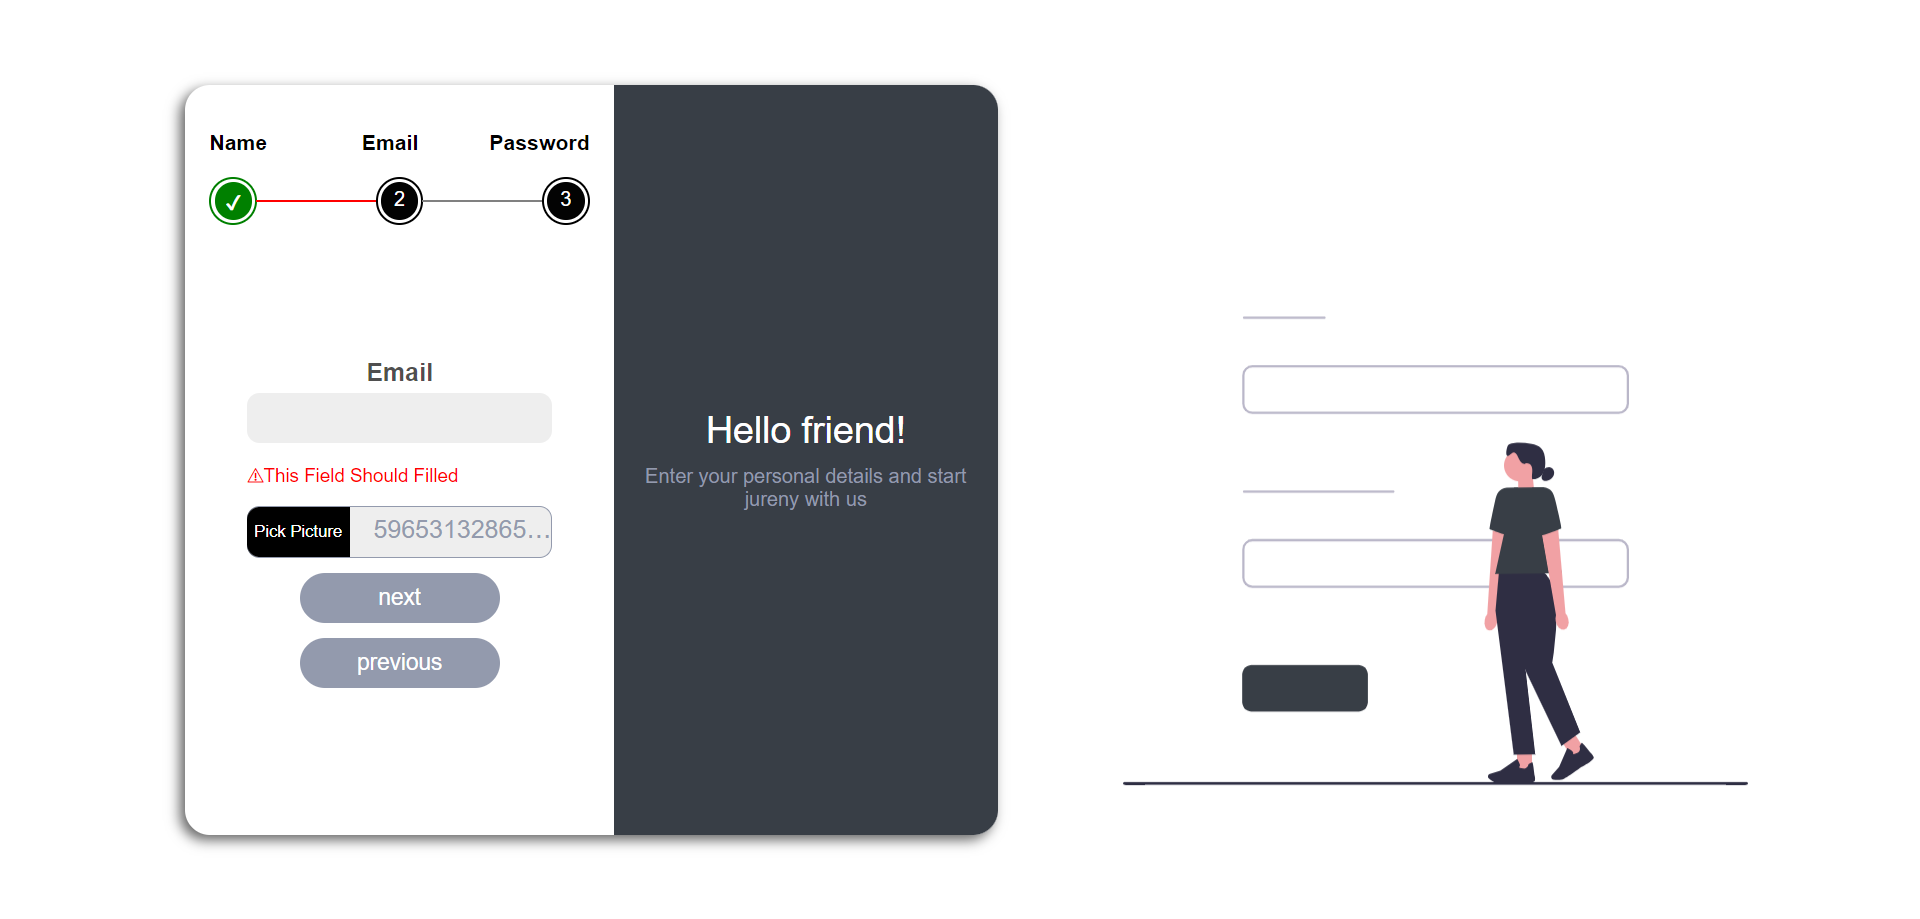 Name Email Password
✓ 2 3
Email
⚠This Field Should Filled
Pick Picture 59653132865...
next
previous
Hello friend!
Enter your personal details and start
jureny with us